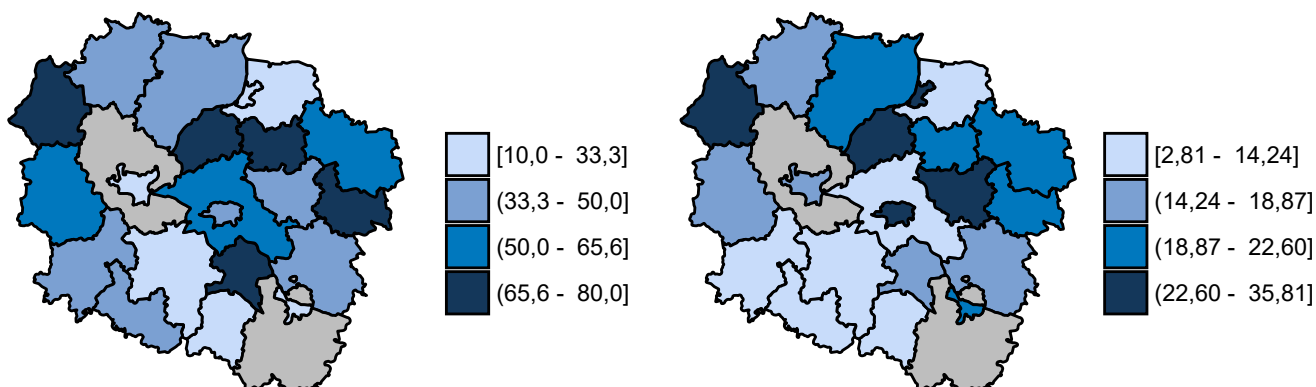 [10,0 - 33,3]
(33,3 - 50,0]
(50,0 - 65,6]
(65,6 - 80,0]
[2,81 - 14,24]
(14,24 - 18,87]
(18,87 - 22,60]
(22,60 - 35,81]